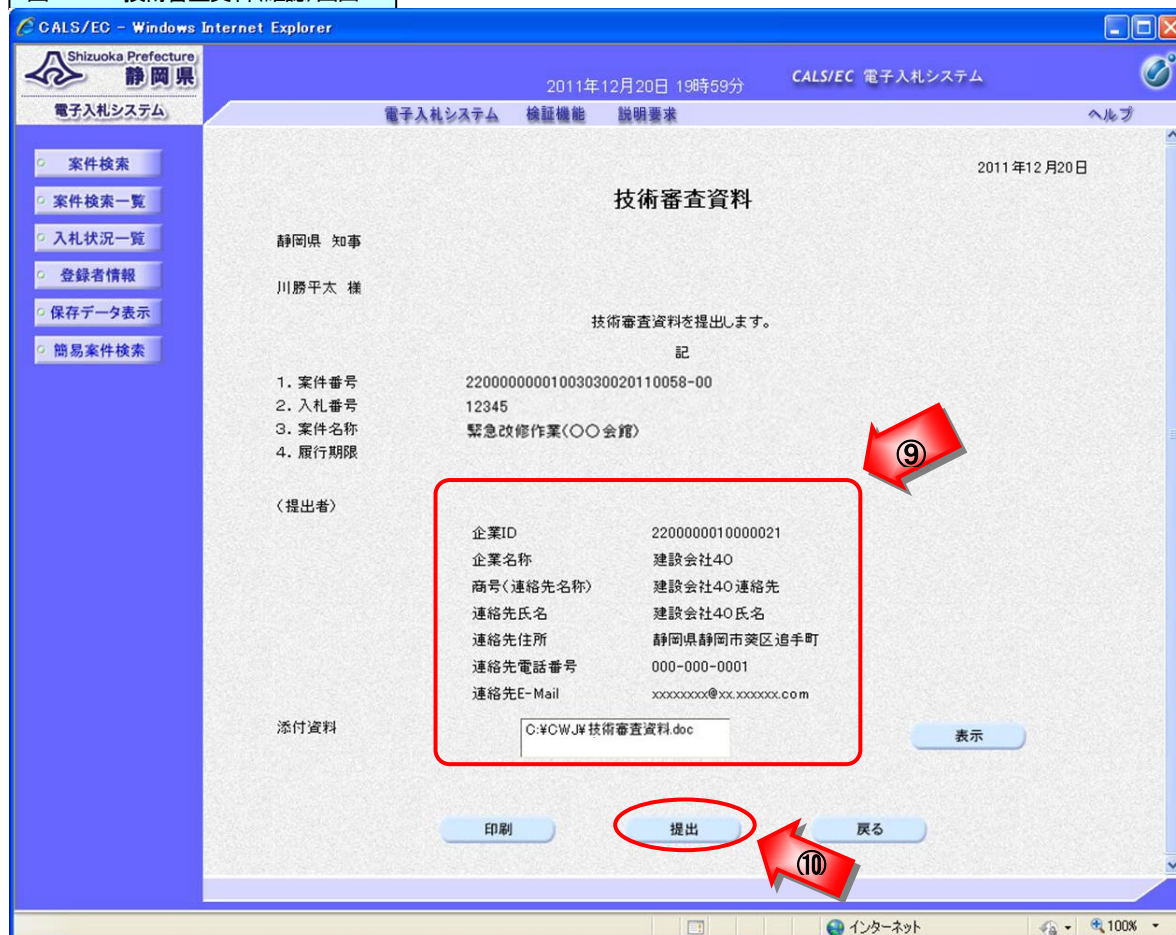 CALS/EC - Windows Internet Explorer
Shizuoka Prefecture
静岡県
電子入札システム
2011年12月20日 19時59分
CALS/EC 電子入札システム
電子入札システム 検証機能 説明要求 ヘルプ
案件検索
案件検索一覧
入札状況一覧
登録者情報
保存データ表示
簡易案件検索
2011年12月20日
技術審査資料
静岡県 知事
川勝平太 様
技術審査資料を提出します。
記
1. 案件番号 22000000001003030020110058-00
2. 入札番号 12345
3. 案件名称 緊急改修作業(○○会館)
4. 履行期限
⑨
(提出者)
企業ID 2200000010000021
企業名称 建設会社40
商号(連絡先名称) 建設会社40連絡先
連絡先氏名 建設会社40氏名
連絡先住所 静岡県静岡市葵区追手町
連絡先電話番号 000-000-0001
連絡先E-Mail xxxxxxxx@xx.xxxxxx.com
添付資料 C:¥CWJ¥技術審査資料.doc 表示
印刷 提出 戻る
⑩
インターネット 100%